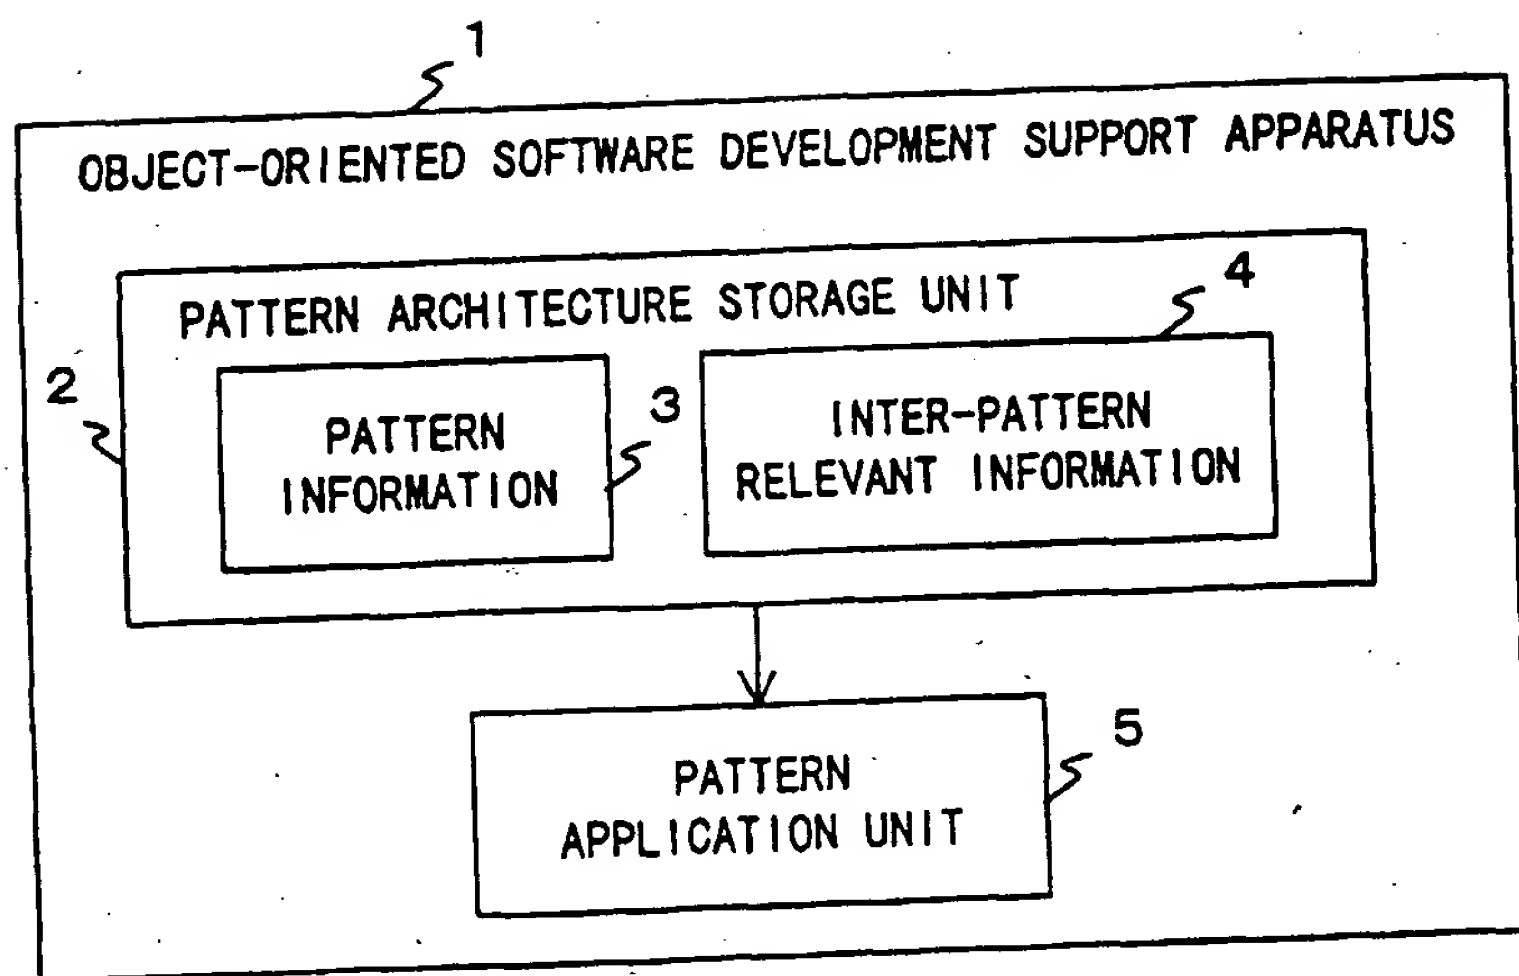 1
OBJECT-ORIENTED SOFTWARE DEVELOPMENT SUPPORT APPARATUS
PATTERN ARCHITECTURE STORAGE UNIT
4
2
PATTERN
INFORMATION
3
INTER-PATTERN
RELEVANT INFORMATION
5
PATTERN
APPLICATION UNIT